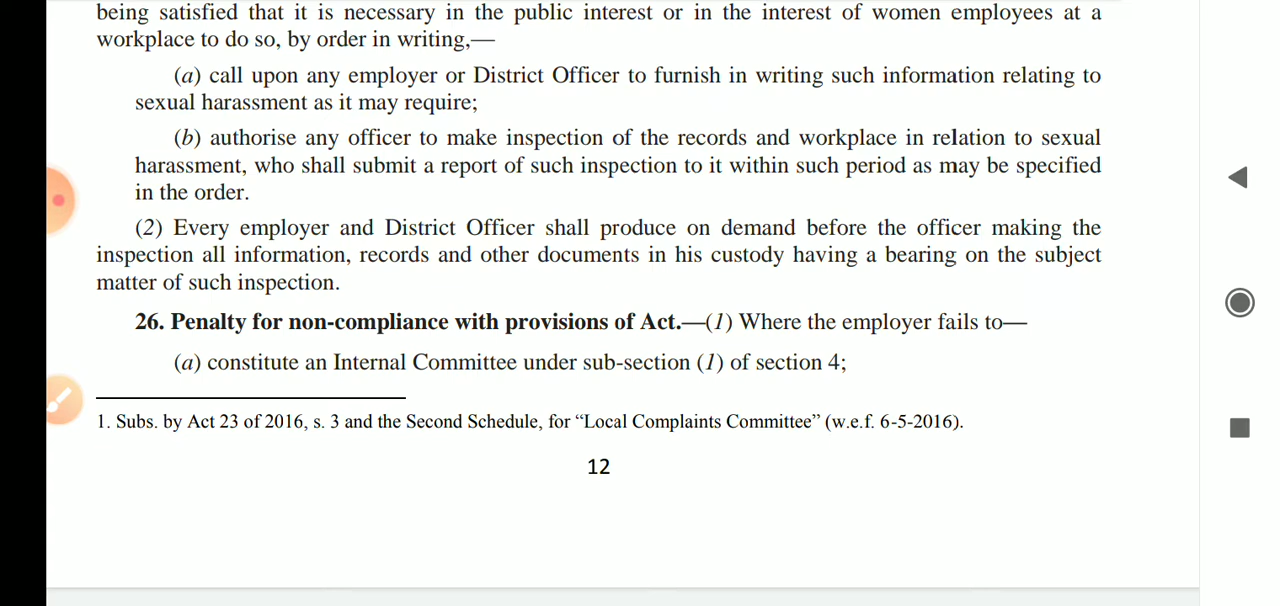 being satisfied that it is necessary in the public interest or in the interest of women employees at a
workplace to do so, by order in writing,—
(a) call upon any employer or District Officer to furnish in writing such information relating to
sexual harassment as it may require;
(b) authorise any officer to make inspection of the records and workplace in relation to sexual
harassment, who shall submit a report of such inspection to it within such period as may be specified
in the order.
(2) Every employer and District Officer shall produce on demand before the officer making the
inspection all information, records and other documents in his custody having a bearing on the subject
matter of such inspection.
26. Penalty for non-compliance with provisions of Act.—(1) Where the employer fails to—
(a) constitute an Internal Committee under sub-section (1) of section 4;
1. Subs. by Act 23 of 2016, s. 3 and the Second Schedule, for “Local Complaints Committee” (w.e.f. 6-5-2016).
12